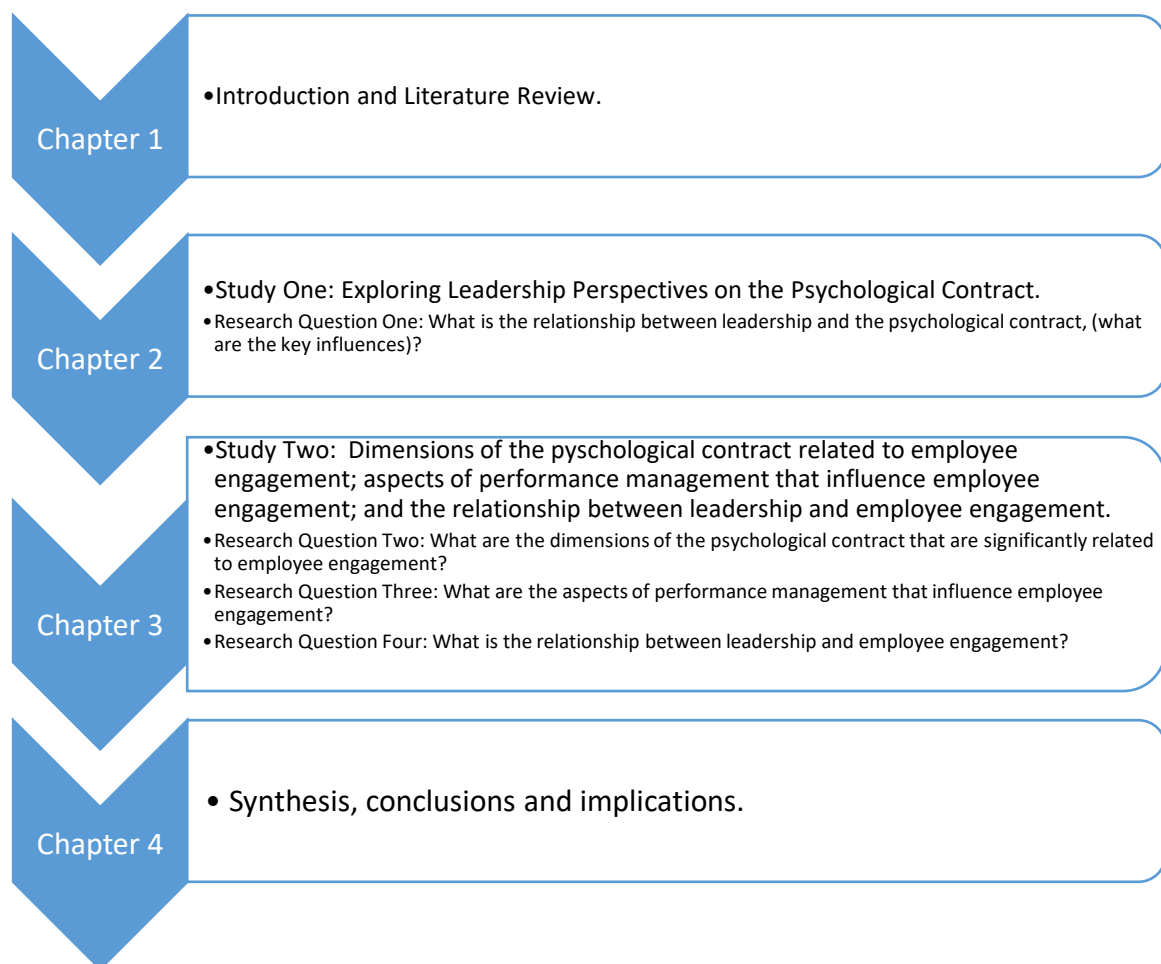 Chapter 1
•Introduction and Literature Review.
Chapter 2
•Study One: Exploring Leadership Perspectives on the Psychological Contract.
•Research Question One: What is the relationship between leadership and the psychological contract, (what
are the key influences)?
Chapter 3
•Study Two:  Dimensions of the pyschological contract related to employee
engagement; aspects of performance management that influence employee
engagement; and the relationship between leadership and employee engagement.
•Research Question Two: What are the dimensions of the psychological contract that are significantly related
to employee engagement?
•Research Question Three: What are the aspects of performance management that influence employee
engagement?
•Research Question Four: What is the relationship between leadership and employee engagement?
Chapter 4
• Synthesis, conclusions and implications.